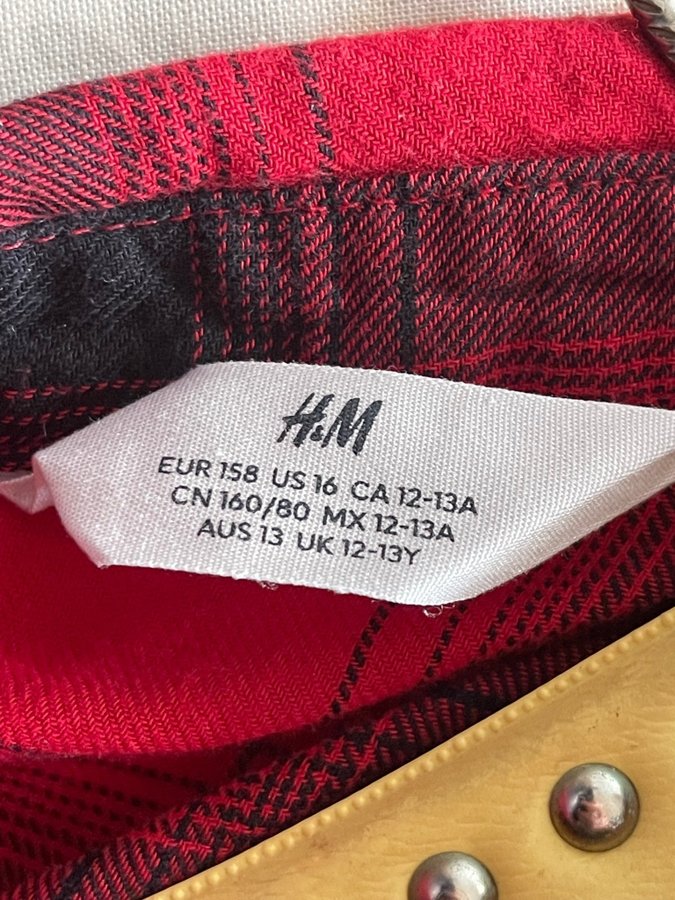 H&M
EUR 158 US 16 CA 12-13A
CN 160/80 MX 12-13A
AUS 13 UK 12-13Y